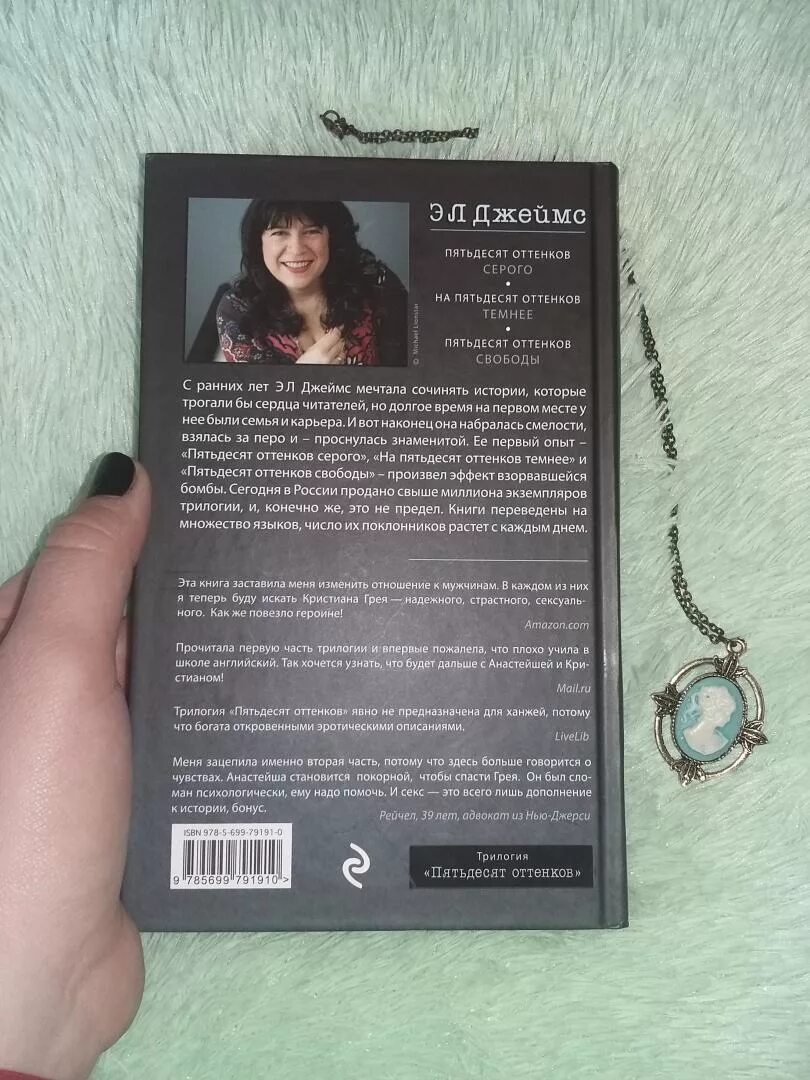 ЭЛ Джеймс
ПЯТЬДЕСЯТ ОТТЕНКОВ
СЕРОГО
•
НА ПЯТЬДЕСЯТ ОТТЕНКОВ
ТЕМНЕЕ
•
ПЯТЬДЕСЯТ ОТТЕНКОВ
СВОБОДЫ
© Michael Lionstar
С ранних лет Э Л Джеймс мечтала сочинять истории, которые
трогали бы сердца читателей, но долгое время на первом месте у
нее были семья и карьера. И вот наконец она набралась смелости,
взялась за перо и – проснулась знаменитой. Ее первый опыт –
«Пятьдесят оттенков серого», «На пятьдесят оттенков темнее» и
«Пятьдесят оттенков свободы» – произвел эффект взорвавшейся
бомбы. Сегодня в России продано свыше миллиона экземпляров
трилогии, и, конечно же, это не предел. Книги переведены на
множество языков, число их поклонников растет с каждым днем.
Эта книга заставила меня изменить отношение к мужчинам. В каждом из них
я теперь буду искать Кристиана Грея — надежного, страстного, сексуаль-
ного. Как же повезло героине!
Amazon.com
Прочитала первую часть трилогии и впервые пожалела, что плохо учила в
школе английский. Так хочется узнать, что будет дальше с Анастейшей и Кри-
стианом!
Mail.ru
Трилогия «Пятьдесят оттенков» явно не предназначена для ханжей, потому
что богата откровенными эротическими описаниями.
LiveLib
Меня зацепила именно вторая часть, потому что здесь больше говорится о
чувствах. Анастейша становится покорной, чтобы спасти Грея. Он был сло-
ман психологически, ему надо помочь. И секс — это всего лишь дополнение
к истории, бонус.
Рейчел, 39 лет, адвокат из Нью-Джерси
ISBN 978-5-699-79191-0
9 785699 791910 >
Трилогия
«Пятьдесят оттенков»